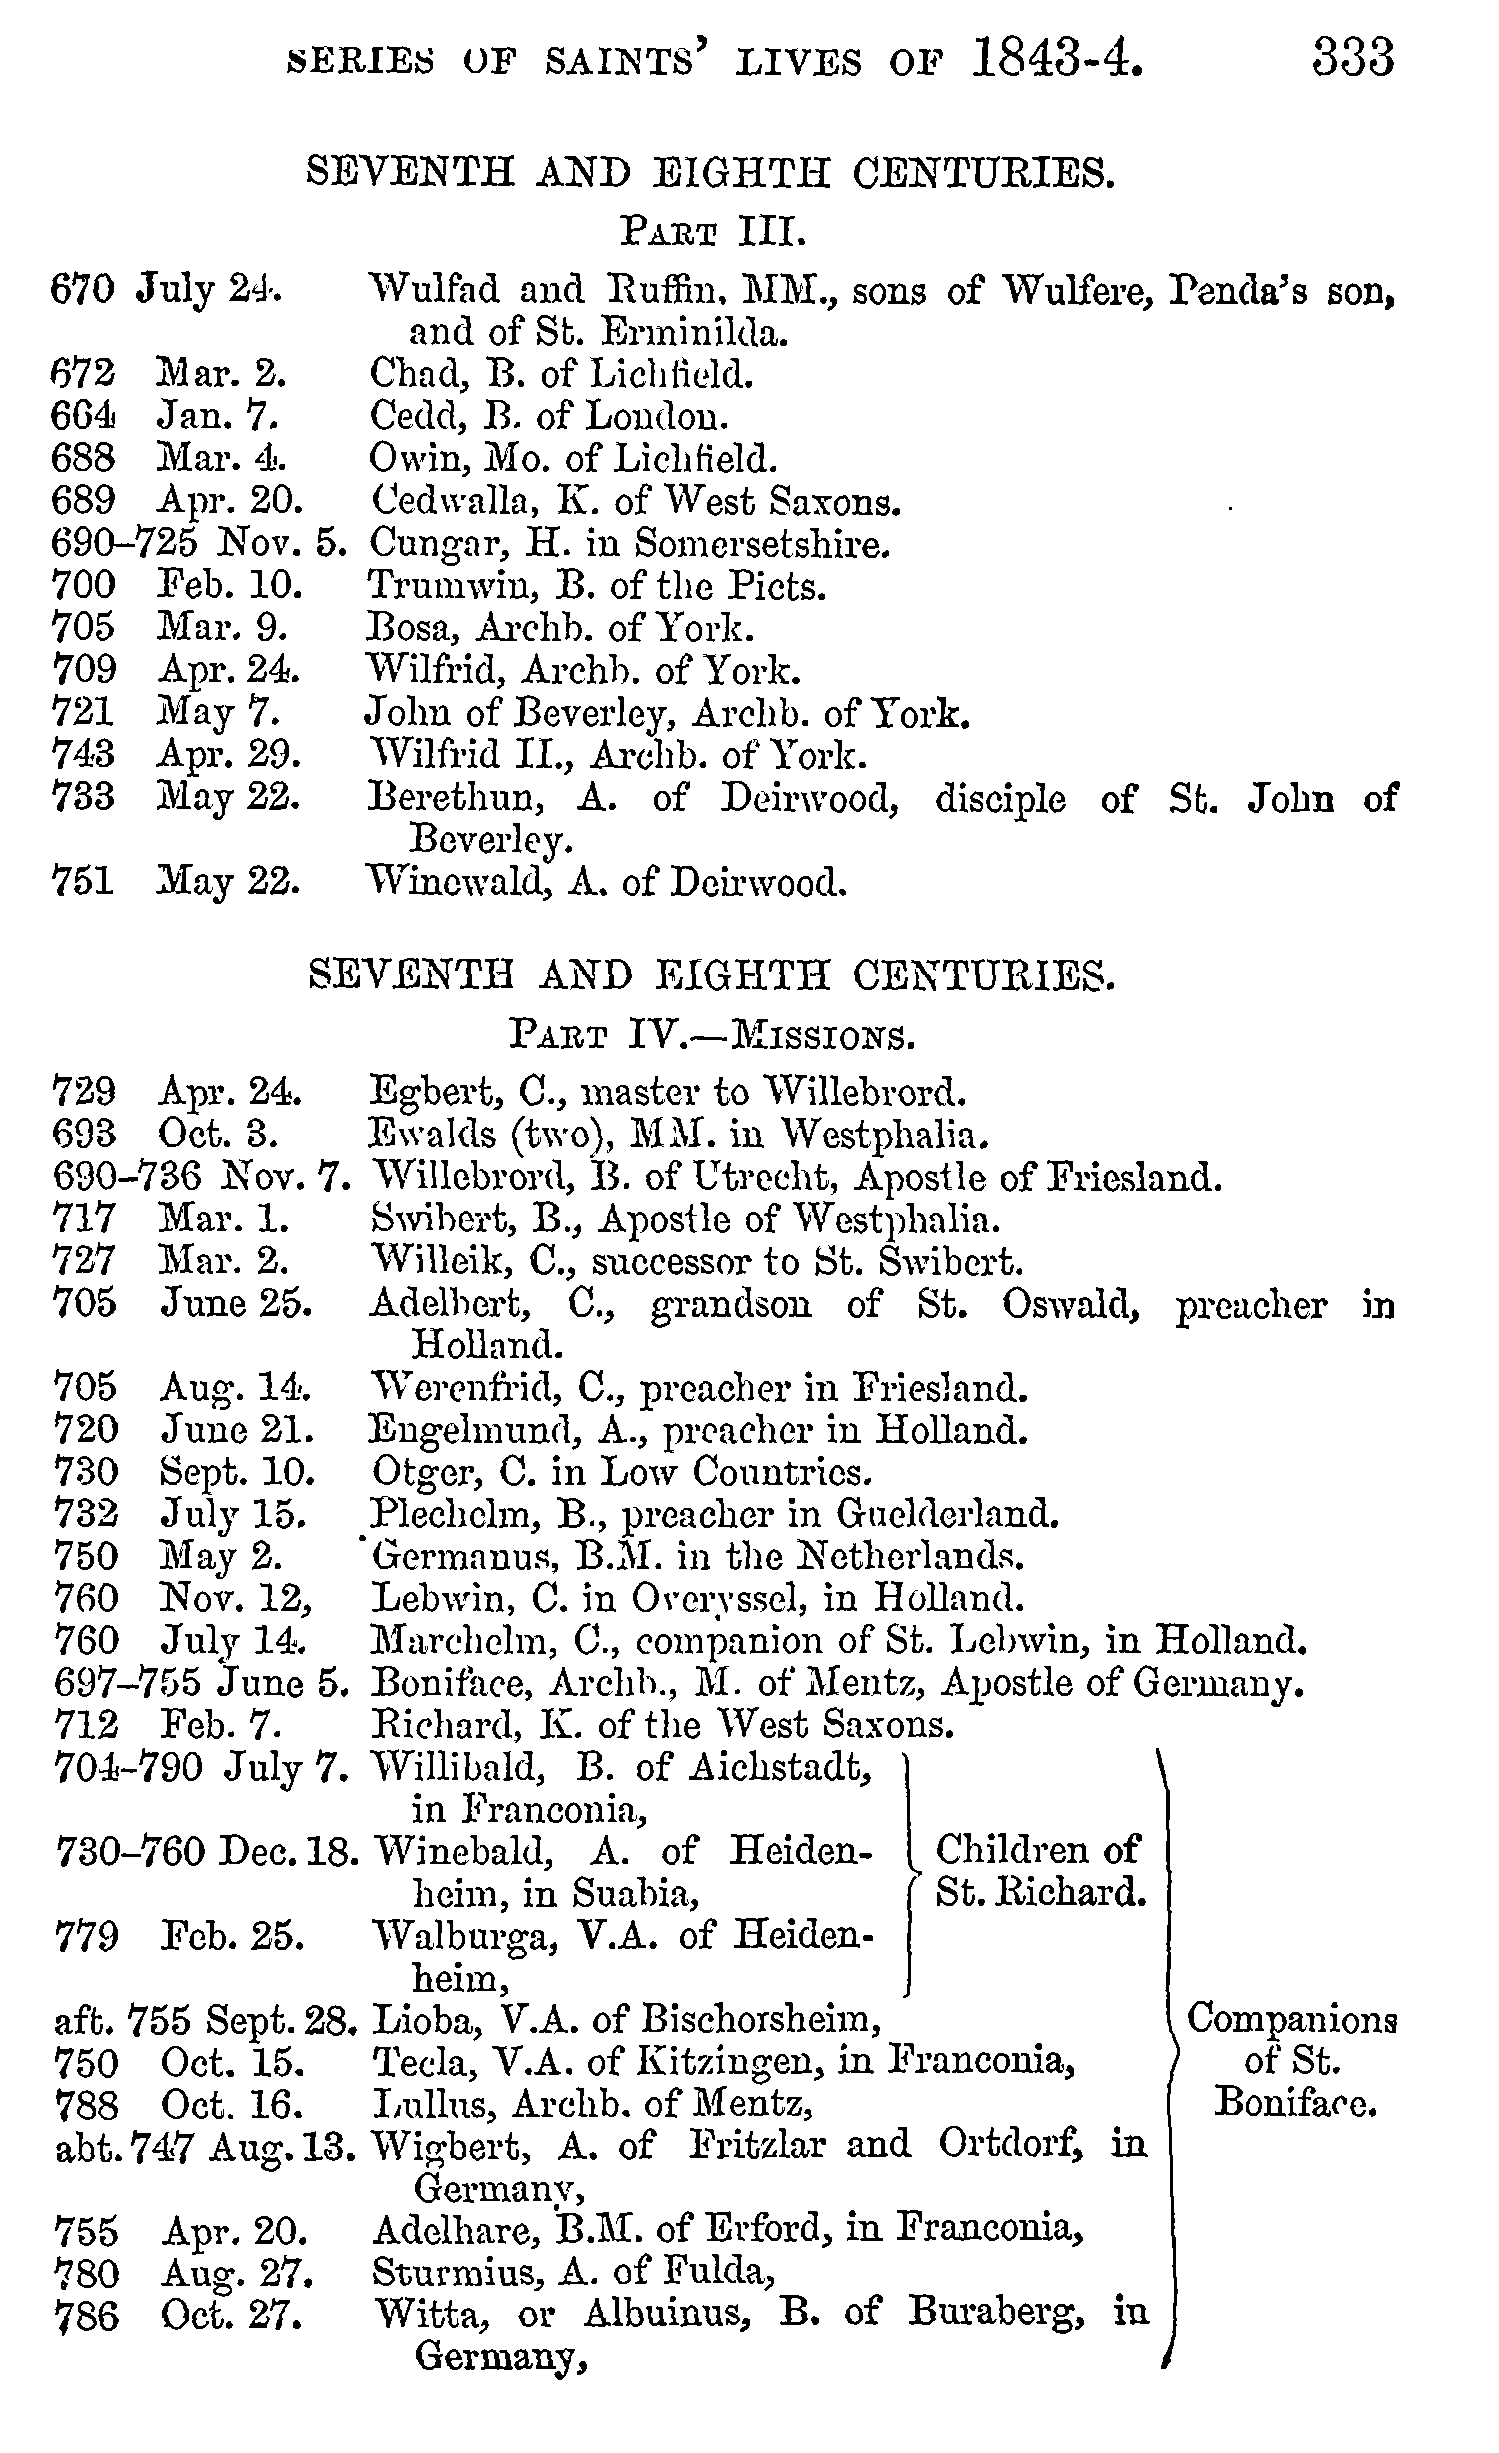 SERIES OF SAINTS' LIVES OF 1843-4. 333
SEVENTH AND EIGHTH CENTURIES.
PART III.
670 July 24. Wulfad and Ruffin, MM., sons of Wulfere, Penda's son,
and of St. Erminilda.
672 Mar. 2. Chad, B. of Lichfield.
664 Jan. 7. Cedd, B. of London.
688 Mar. 4. Owin, Mo. of Lichfield.
689 Apr. 20. Cedwalla, K. of West Saxons.
690–725 Nov. 5. Cungar, H. in Somersetshire.
700 Feb. 10. Trumwin, B. of the Picts.
705 Mar. 9. Bosa, Archb. of York.
709 Apr. 24. Wilfrid, Archb. of York.
721 May 7. John of Beverley, Archb. of York.
743 Apr. 29. Wilfrid II., Archb. of York.
733 May 22. Berethun, A. of Deirwood, disciple of St. John of
Beverley.
751 May 22. Winewald, A. of Deirwood.
SEVENTH AND EIGHTH CENTURIES.
PART IV.—MISSIONS.
729 Apr. 24. Egbert, C., master to Willebrord.
693 Oct. 3. Ewalds (two), MM. in Westphalia.
690–736 Nov. 7. Willebrord, B. of Utrecht, Apostle of Friesland.
717 Mar. 1. Swibert, B., Apostle of Westphalia.
727 Mar. 2. Willeik, C., successor to St. Swibert.
705 June 25. Adelbert, C., grandson of St. Oswald, preacher in
Holland.
705 Aug. 14. Werenfrid, C., preacher in Friesland.
720 June 21. Engelmund, A., preacher in Holland.
730 Sept. 10. Otger, C. in Low Countries.
732 July 15. Plechelm, B., preacher in Guelderland.
750 May 2. Germanus, B.M. in the Netherlands.
760 Nov. 12, Lebwin, C. in Overyssel, in Holland.
760 July 14. Marchelm, C., companion of St. Lebwin, in Holland.
697–755 June 5. Boniface, Archb., M. of Mentz, Apostle of Germany.
712 Feb. 7. Richard, K. of the West Saxons.
704–790 July 7. Willibald, B. of Aichstadt,
in Franconia,
730–760 Dec. 18. Winebald, A. of Heiden- Children of
heim, in Suabia, St. Richard.
779 Feb. 25. Walburga, V.A. of Heiden-
heim,
aft. 755 Sept. 28. Lioba, V.A. of Bischorsheim, Companions
750 Oct. 15. Tecla, V.A. of Kitzingen, in Franconia, of St.
788 Oct. 16. Lullus, Archb. of Mentz, Boniface.
abt. 747 Aug. 13. Wigbert, A. of Fritzlar and Ortdorf, in
Germany,
755 Apr. 20. Adelhare, B.M. of Erford, in Franconia,
780 Aug. 27. Sturmius, A. of Fulda,
786 Oct. 27. Witta, or Albuinus, B. of Buraberg, in
Germany,